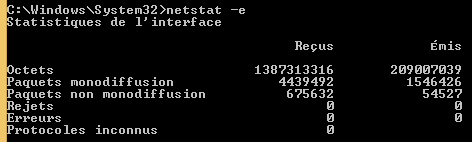 C:\Windows\System32>netstat -e
Statistiques de l'interface
Reçus Émis
Octets 1387313316 209007039
Paquets monodiffusion 4439492 1546426
Paquets non monodiffusion 675632 54527
Rejets 0 0
Erreurs 0 0
Protocoles inconnus 0